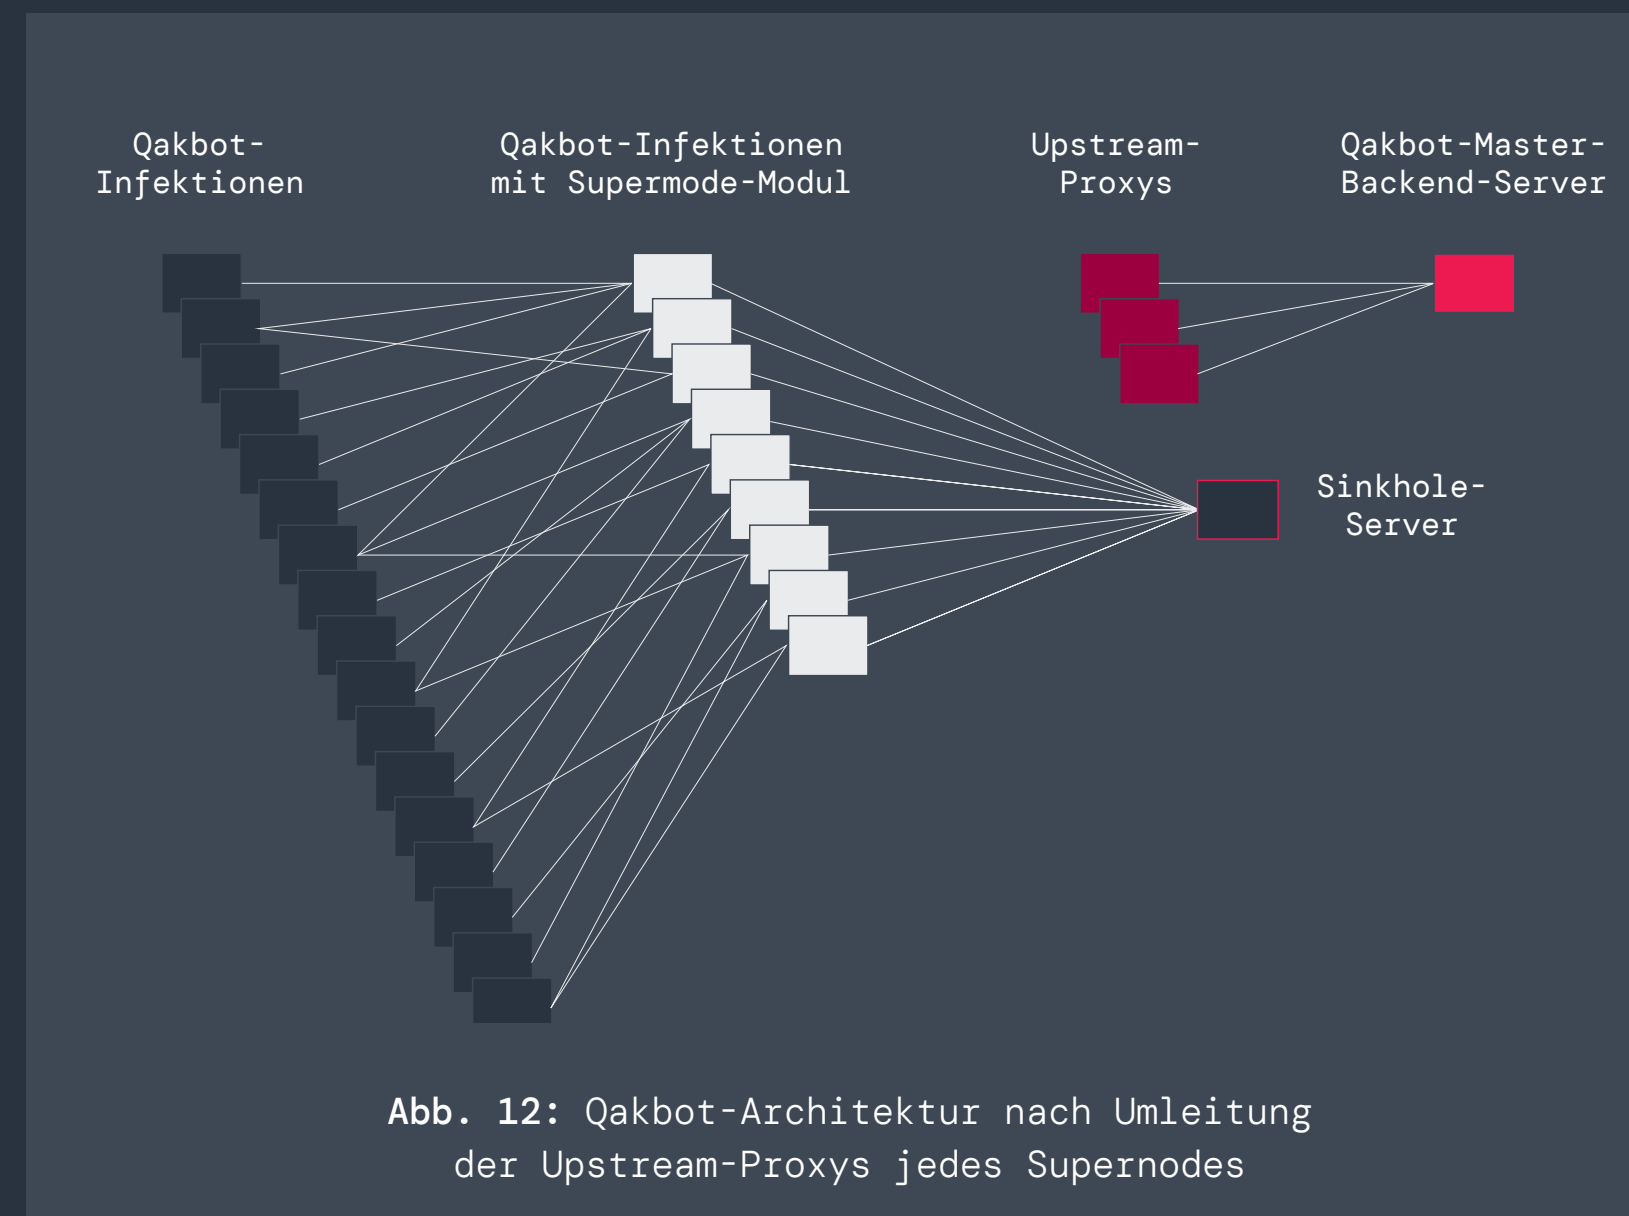 Qakbot-
Infektionen
Qakbot-Infektionen
mit Supermode-Modul
Upstream-
Proxys
Qakbot-Master-
Backend-Server
Sinkhole-
Server
Abb. 12: Qakbot-Architektur nach Umleitung
der Upstream-Proxys jedes Supernodes